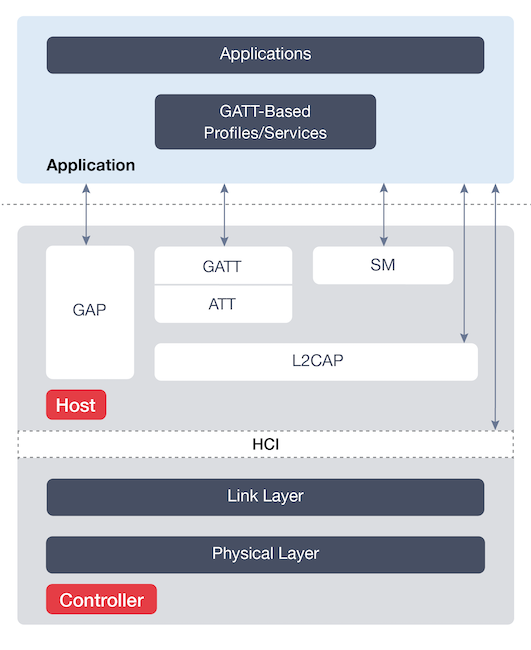 Applications
GATT-Based
Profiles/Services
Application
GAP
GATT
ATT
SM
L2CAP
Host
HCI
Link Layer
Physical Layer
Controller